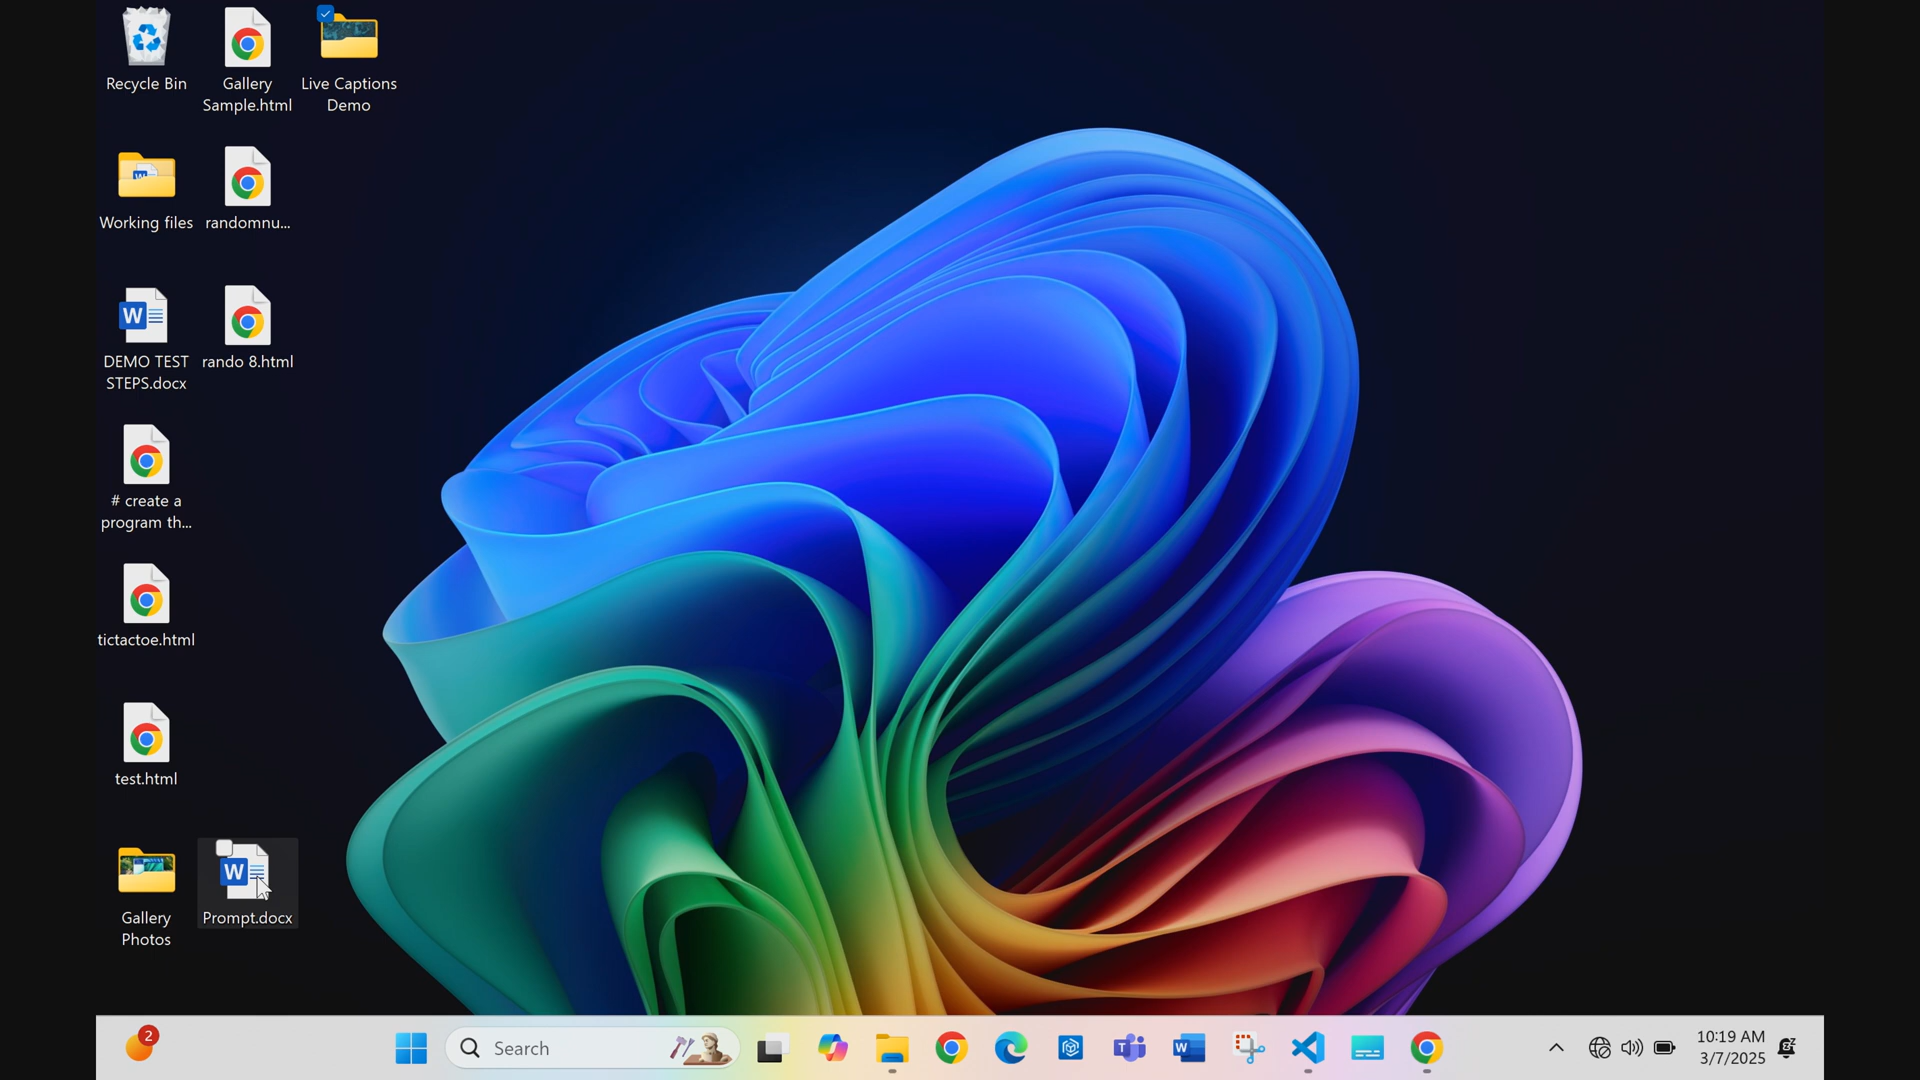 Recycle Bin
Gallery
Sample.html
Live Captions
Demo
Working files
randomnu...
DEMO TEST
STEPS.docx
rando 8.html
# create a
program th...
tictactoe.html
test.html
Gallery
Photos
Prompt.docx
2
Search
10:19 AM
3/7/2025